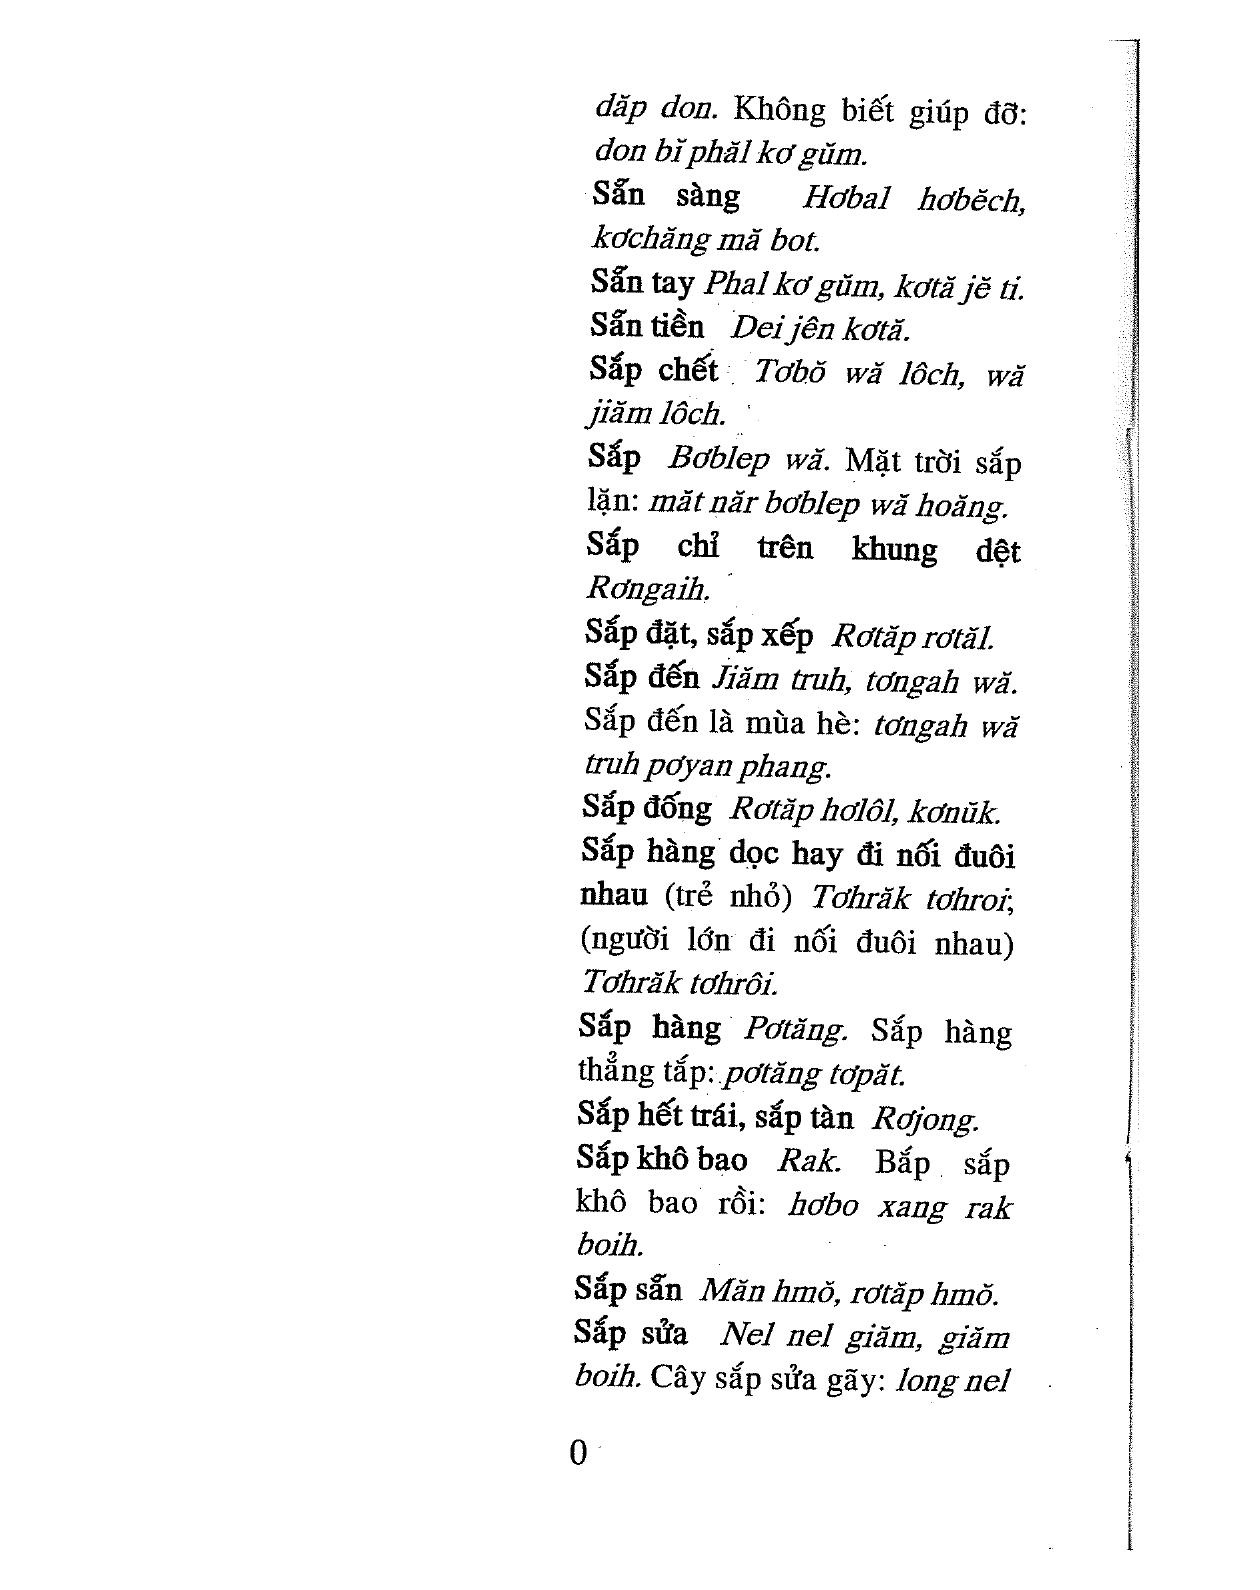 dăp don. Không biết giúp đỡ:
don bĭ phăl kơ gŭm.
Sẵn sàng Hơbal hơbĕch,
kơchăng mă bot.
Sẵn tay Phal kơ gŭm, kơtă jĕ ti.
Sẵn tiền Dei jên kơtă.
Sắp chết Tơbŏ wă lôch, wă
jiăm lôch.
Sắp Bơblep wă. Mặt trời sắp
lặn: măt năr bơblep wă hoăng.
Sắp chỉ trên khung dệt
Rơngaih.
Sắp đặt, sắp xếp Rơtăp rơtăl.
Sắp đến Jiăm truh, tơngah wă.
Sắp đến là mùa hè: tơngah wă
truh pơyan phang.
Sắp đống Rơtăp hơlôl, kơnŭk.
Sắp hàng dọc hay đi nối đuôi
nhau (trẻ nhỏ) Tơhrăk tơhroi;
(người lớn đi nối đuôi nhau)
Tơhrăk tơhrôi.
Sắp hàng Pơtăng. Sắp hàng
thẳng tắp: pơtăng tơpăt.
Sắp hết trái, sắp tàn Rơjong.
Sắp khô bao Rak. Bắp sắp
khô bao rồi: hơbo xang rak
boih.
Sắp sẵn Măn hmŏ, rơtăp hmŏ.
Sắp sửa Nel nel giăm, giăm
boih. Cây sắp sửa gãy: long nel
0